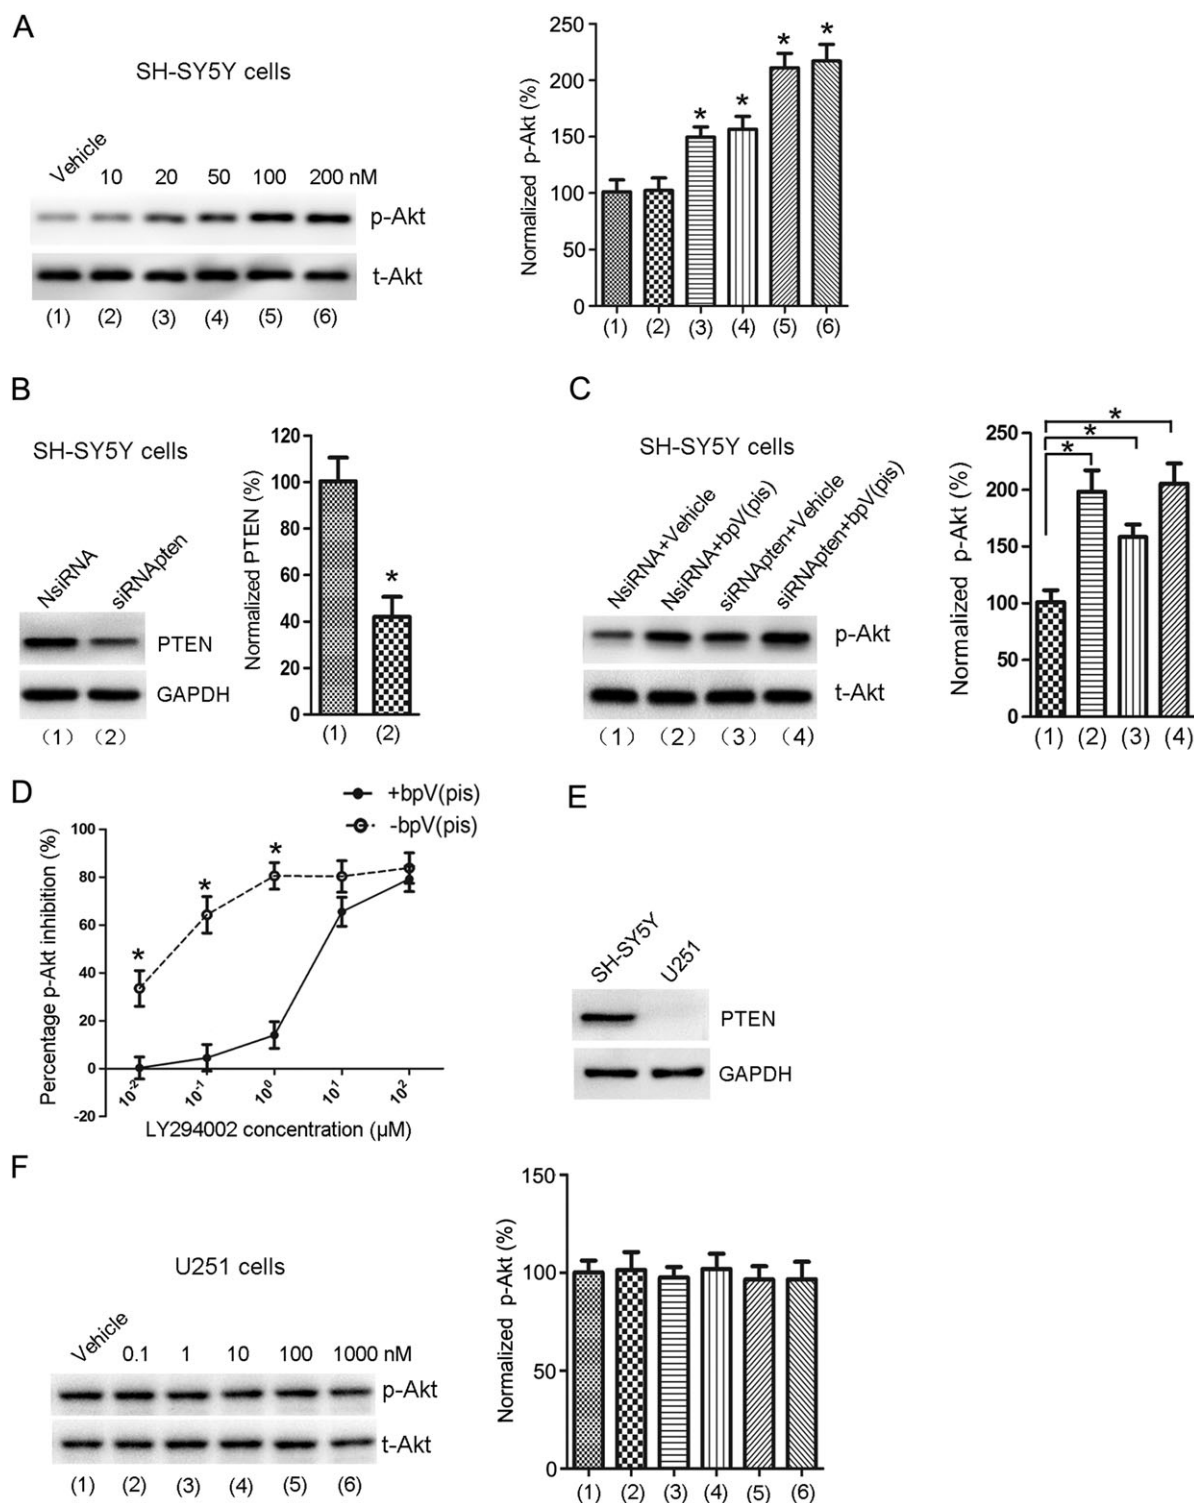 A
SH-SY5Y cells
Vehicle 10 20 50 100 200 nM
p-Akt
t-Akt
(1) (2) (3) (4) (5) (6)
Normalized p-Akt (%)
250
200
150
100
50
0
* * * *
(1) (2) (3) (4) (5) (6)
B
SH-SY5Y cells
NsiRNA siRNApten
PTEN
GAPDH
(1) (2)
Normalized PTEN (%)
120
100
80
60
40
20
0
*
(1) (2)
C
SH-SY5Y cells
NsiRNA+Vehicle NsiRNA+bpV(pis) siRNApten+Vehicle siRNApten+bpV(pis)
p-Akt
t-Akt
(1) (2) (3) (4)
Normalized p-Akt (%)
250
200
150
100
50
0
*
*
*
(1) (2) (3) (4)
D
+bpV(pis)
-bpV(pis)
Percentage p-Akt inhibition (%)
100
80
60
40
20
0
-20
* * *
10-2 10-1 100 101 102
LY294002 concentration (µM)
E
SH-SY5Y U251
PTEN
GAPDH
F
U251 cells
Vehicle 0.1 1 10 100 1000 nM
p-Akt
t-Akt
(1) (2) (3) (4) (5) (6)
Normalized p-Akt (%)
150
100
50
0
(1) (2) (3) (4) (5) (6)